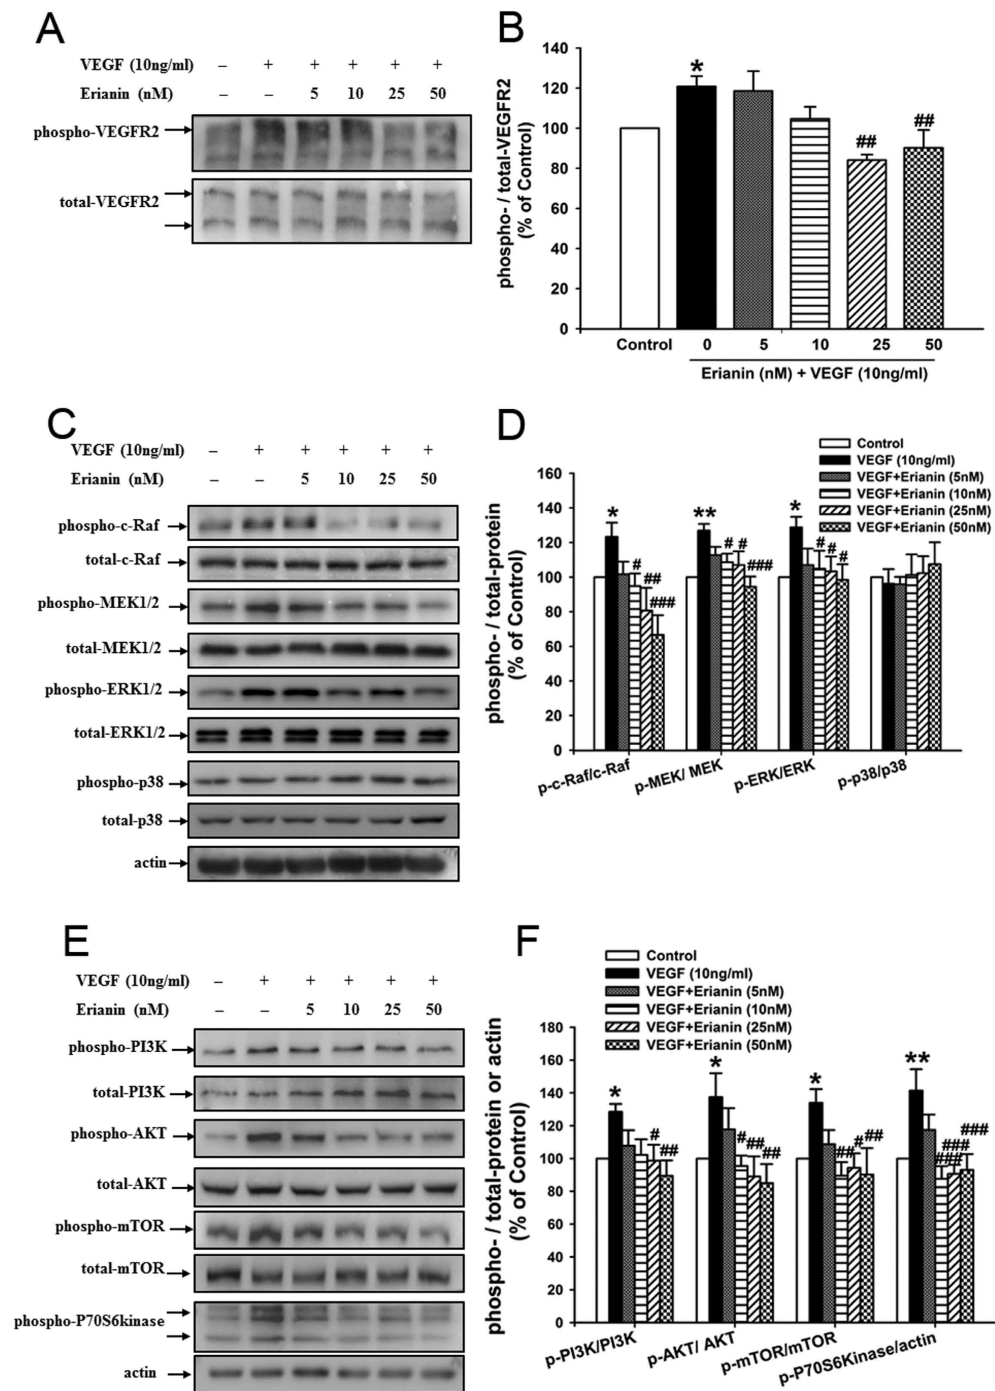 A
VEGF (10ng/ml) – + + + + +
Erianin (nM) – – 5 10 25 50
phospho-VEGFR2
total-VEGFR2
B
phospho- / total-VEGFR2
(% of Control)
140
120
100
80
60
40
20
0
*
##
##
Control 0 5 10 25 50
Erianin (nM) + VEGF (10ng/ml)
C
VEGF (10ng/ml) – + + + + +
Erianin (nM) – – 5 10 25 50
phospho-c-Raf
total-c-Raf
phospho-MEK1/2
total-MEK1/2
phospho-ERK1/2
total-ERK1/2
phospho-p38
total-p38
actin
D
Control
VEGF (10ng/ml)
VEGF+Erianin (5nM)
VEGF+Erianin (10nM)
VEGF+Erianin (25nM)
VEGF+Erianin (50nM)
phospho- / total-protein
(% of Control)
160
140
120
100
80
60
40
20
0
* # ## ###
** # # ###
* # # #
p-c-Raf/c-Raf
p-MEK/ MEK
p-ERK/ERK
p-p38/p38
E
VEGF (10ng/ml) – + + + + +
Erianin (nM) – – 5 10 25 50
phospho-PI3K
total-PI3K
phospho-AKT
total-AKT
phospho-mTOR
total-mTOR
phospho-P70S6kinase
actin
F
Control
VEGF (10ng/ml)
VEGF+Erianin (5nM)
VEGF+Erianin (10nM)
VEGF+Erianin (25nM)
VEGF+Erianin (50nM)
phospho- / total-protein or actin
(% of Control)
180
160
140
120
100
80
60
40
20
0
* # ##
* # ## ##
* ## # ##
** ### ### ###
p-PI3K/PI3K
p-AKT/ AKT
p-mTOR/mTOR
p-P70S6Kinase/actin